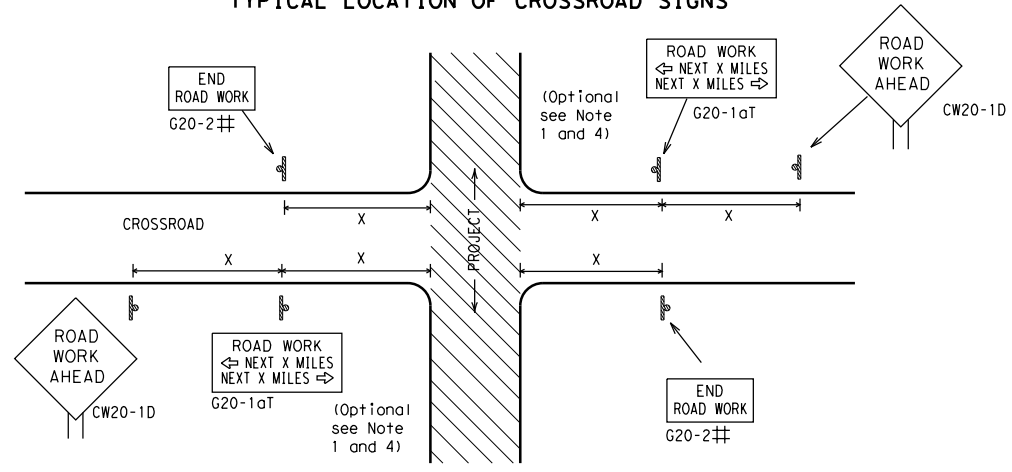 TYPICAL LOCATION OF CROSSROAD SIGNS
END
ROAD WORK
G20-2#
(Optional
see Note
1 and 4)
ROAD WORK
⇦ NEXT X MILES
NEXT X MILES ⇨
G20-1aT
ROAD
WORK
AHEAD
CW20-1D
X
X
X
CROSSROAD
PROJECT
X
X
X
ROAD
WORK
AHEAD
CW20-1D
ROAD WORK
⇦ NEXT X MILES
NEXT X MILES ⇨
G20-1aT
(Optional
see Note
1 and 4)
END
ROAD WORK
G20-2#